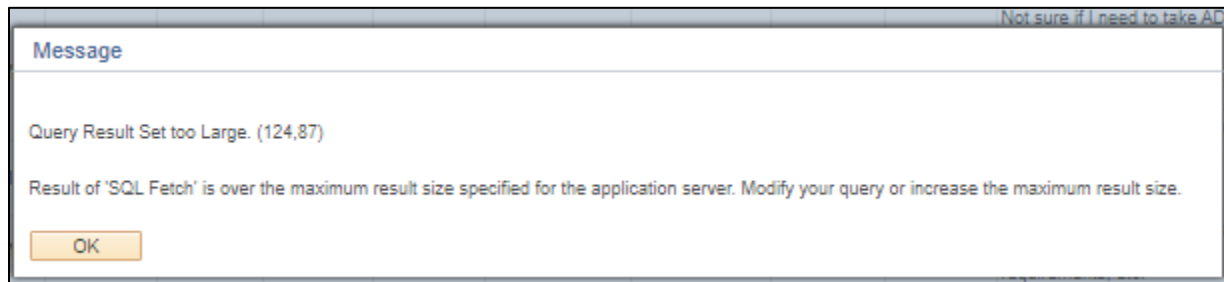 Not sure if I need to take AD
Message
Query Result Set too Large. (124,87)
Result of 'SQL Fetch' is over the maximum result size specified for the application server. Modify your query or increase the maximum result size.
OK